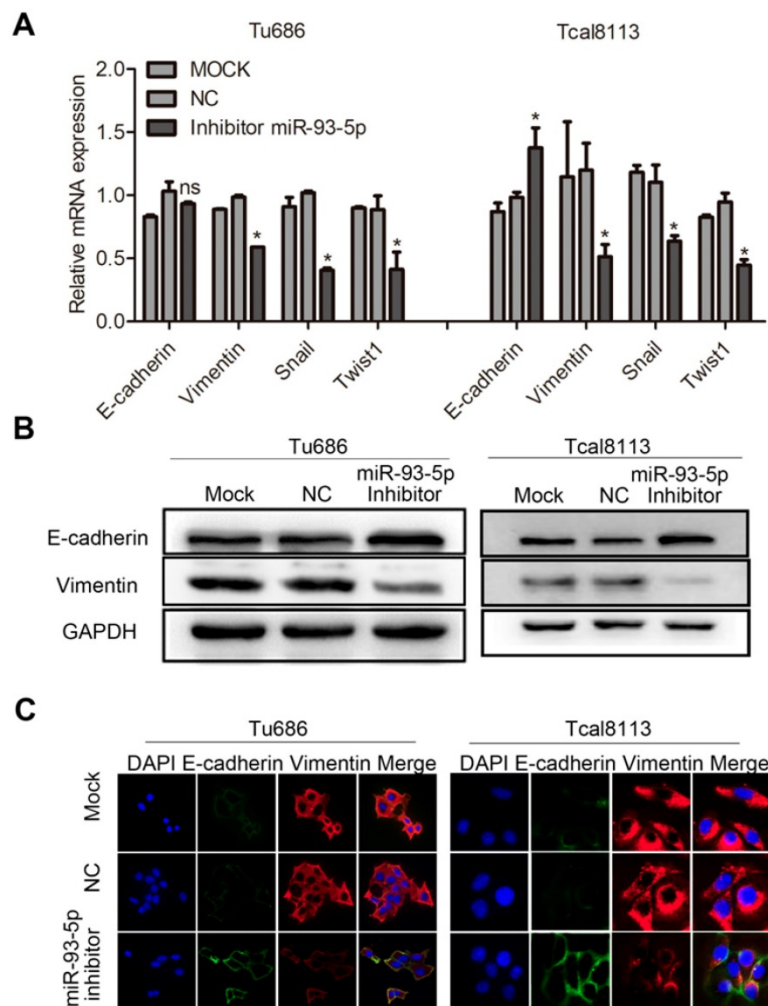 A
Tu686
Tcal8113
Relative mRNA expression
2.0
1.5
1.0
0.5
0.0
MOCK
NC
Inhibitor miR-93-5p
ns
*
*
*
*
*
*
*
E-cadherin
Vimentin
Snail
Twist1
E-cadherin
Vimentin
Snail
Twist1
B
Tu686
Tcal8113
Mock NC miR-93-5p
Inhibitor
Mock NC miR-93-5p
Inhibitor
E-cadherin
Vimentin
GAPDH
C
Tu686
Tcal8113
DAPI E-cadherin Vimentin Merge
DAPI E-cadherin Vimentin Merge
Mock
NC
miR-93-5p
inhibitor